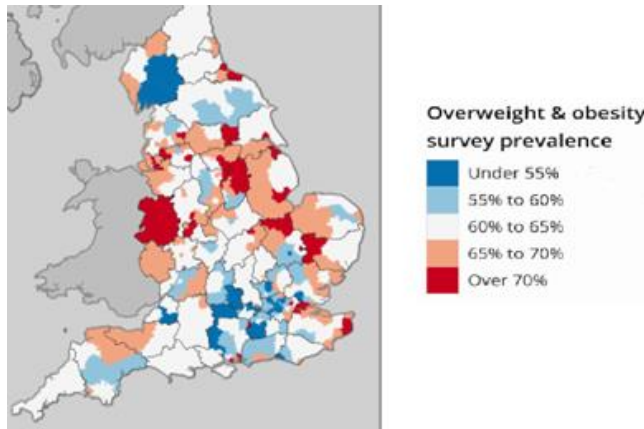 Overweight & obesity
survey prevalence
Under 55%
55% to 60%
60% to 65%
65% to 70%
Over 70%